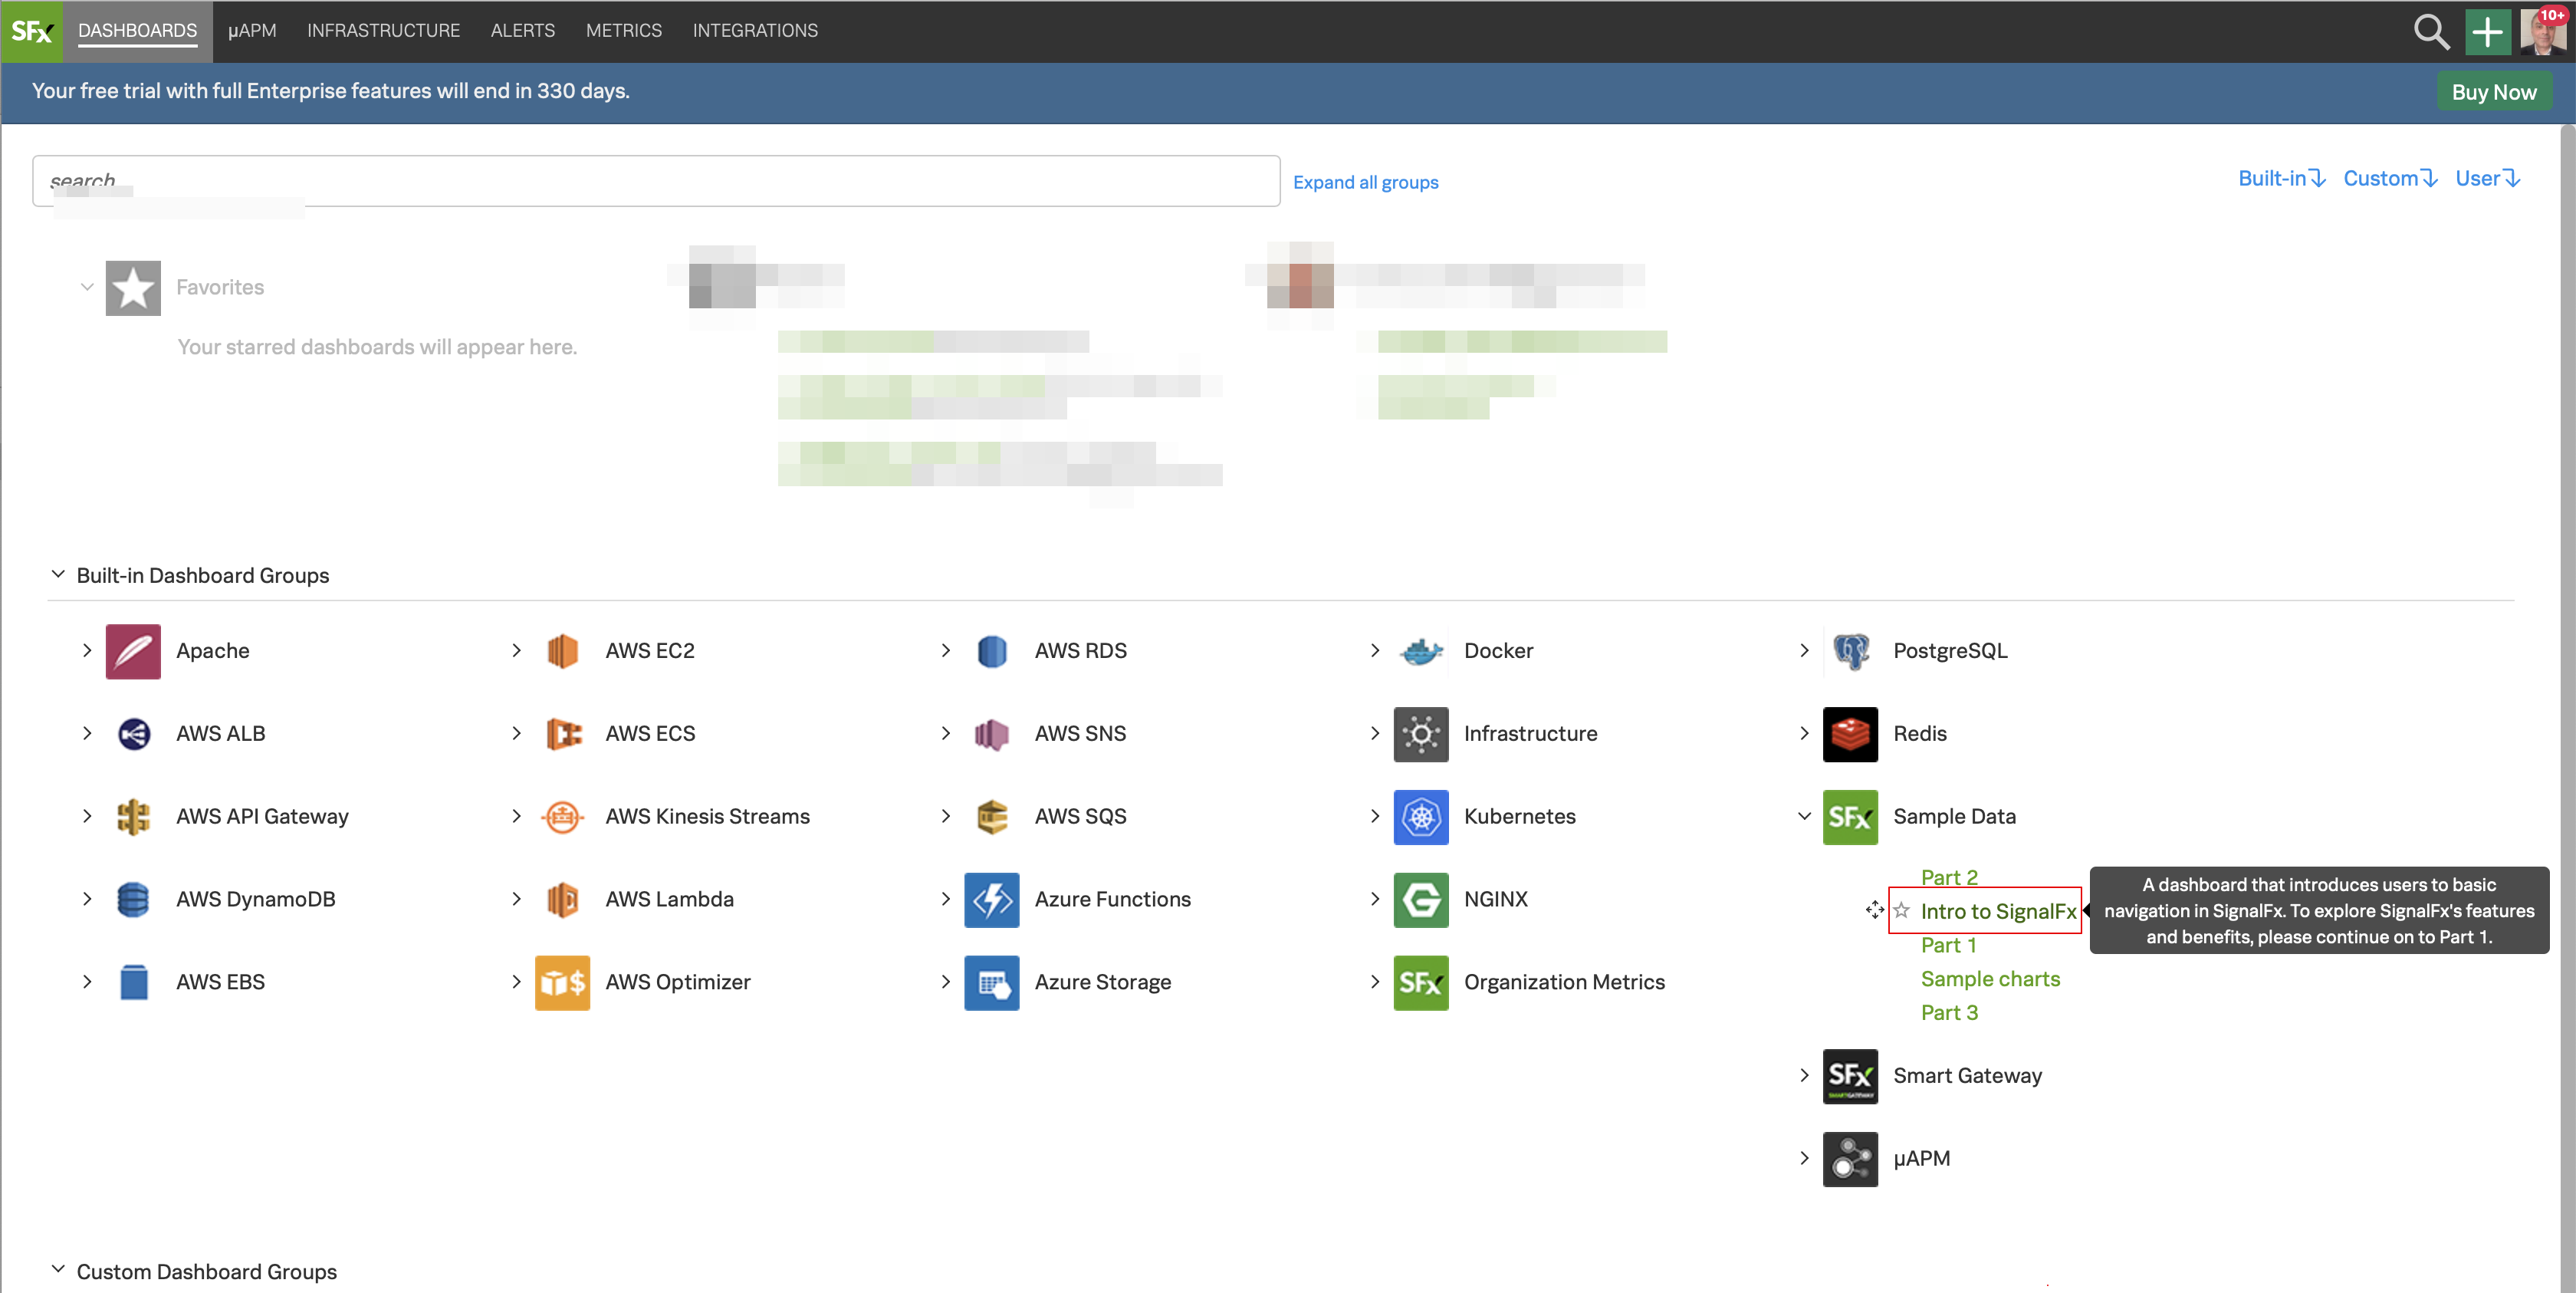 SFx DASHBOARDS µAPM INFRASTRUCTURE ALERTS METRICS INTEGRATIONS 10+
Your free trial with full Enterprise features will end in 330 days. Buy Now
search
Expand all groups
Built-in Custom User
Favorites
Your starred dashboards will appear here.
Built-in Dashboard Groups
Apache
AWS ALB
AWS API Gateway
AWS DynamoDB
AWS EBS
AWS EC2
AWS ECS
AWS Kinesis Streams
AWS Lambda
$ AWS Optimizer
AWS RDS
AWS SNS
AWS SQS
Azure Functions
Azure Storage
Docker
Infrastructure
Kubernetes
G NGINX
SFx Organization Metrics
PostgreSQL
Redis
SFx Sample Data
Part 2
Intro to SignalFx
Part 1
Sample charts
Part 3
A dashboard that introduces users to basic
navigation in SignalFx. To explore SignalFx's features
and benefits, please continue on to Part 1.
SFx Smart Gateway
µAPM
Custom Dashboard Groups